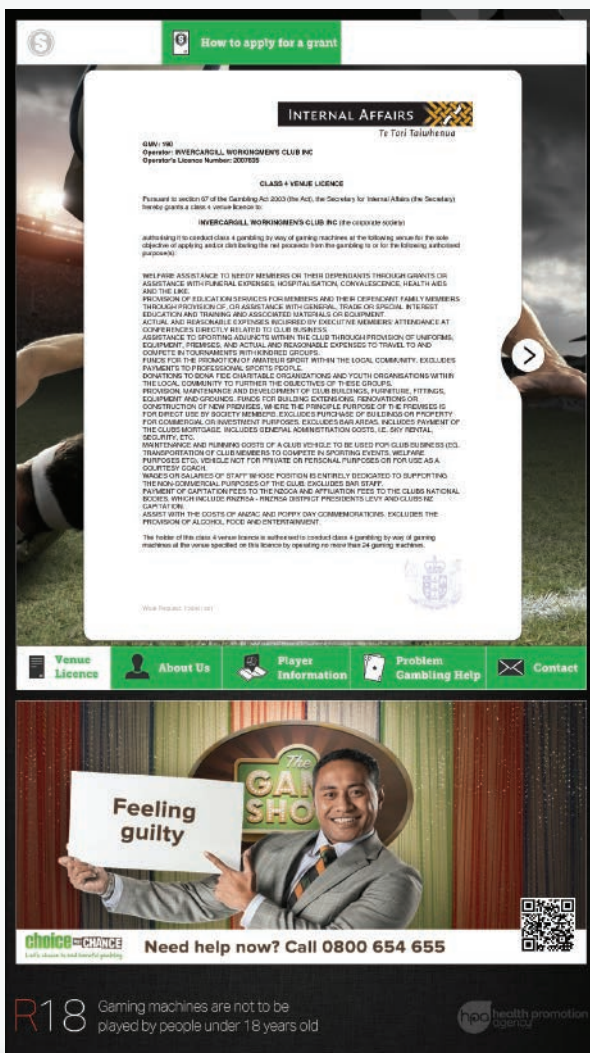 How to apply for a grant
INTERNAL AFFAIRS
Te Tari Taiwhenua
GMV: 190
Operator: INVERCARGILL WORKINGMEN'S CLUB INC
Operator's Licence Number: 2007635
CLASS 4 VENUE LICENCE
Pursuant to section 67 of the Gambling Act 2003 (the Act), the Secretary for Internal Affairs (the Secretary)
hereby grants a class 4 venue licence to:
INVERCARGILL WORKINGMEN'S CLUB INC (the corporate society)
authorising it to conduct class 4 gambling by way of gaming machines at the following venue for the sole
objective of applying and/or distributing the net proceeds from the gambling to or for the following authorised
purpose(s):
WELFARE ASSISTANCE TO NEEDY MEMBERS OR THEIR DEPENDANTS THROUGH GRANTS OR
ASSISTANCE WITH FUNERAL EXPENSES, HOSPITALISATION, CONVALESCENCE, HEALTH AIDS
AND THE LIKE.
PROVISION OF EDUCATION SERVICES FOR MEMBERS AND THEIR DEPENDANT FAMILY MEMBERS
THROUGH PROVISION OF, OR ASSISTANCE WITH GENERAL, TRADE OR SPECIAL INTEREST
EDUCATION AND TRAINING AND ASSOCIATED MATERIALS OR EQUIPMENT.
ACTUAL AND REASONABLE EXPENSES INCURRED BY EXECUTIVE MEMBERS' ATTENDANCE AT
CONFERENCES DIRECTLY RELATED TO CLUB BUSINESS.
ASSISTANCE TO SPORTING ADJUNCTS WITHIN THE CLUB THROUGH PROVISION OF UNIFORMS,
EQUIPMENT, PREMISES, AND ACTUAL AND REASONABLE EXPENSES TO TRAVEL TO AND
COMPETE IN TOURNAMENTS WITH KINDRED GROUPS.
FUNDS FOR THE PROMOTION OF AMATEUR SPORT WITHIN THE LOCAL COMMUNITY. EXCLUDES
PAYMENTS TO PROFESSIONAL SPORTS PEOPLE.
DONATIONS TO BONA FIDE CHARITABLE ORGANIZATIONS AND YOUTH ORGANISATIONS WITHIN
THE LOCAL COMMUNITY TO FURTHER THE OBJECTIVES OF THESE GROUPS.
PROVISION, MAINTENANCE AND DEVELOPMENT OF CLUB BUILDINGS, FURNITURE, FITTINGS,
EQUIPMENT AND GROUNDS. FUNDS FOR BUILDING EXTENSIONS, RENOVATIONS OR
CONSTRUCTION OF NEW PREMISES, WHERE THE PRINCIPLE PURPOSE OF THE PREMISES IS
FOR DIRECT USE BY SOCIETY MEMBERS. EXCLUDES PURCHASE OF BUILDINGS OR PROPERTY
FOR COMMERCIAL OR INVESTMENT PURPOSES. EXCLUDES BAR AREAS. INCLUDES PAYMENT OF
THE CLUBS MORTGAGE. INCLUDES GENERAL ADMINISTRATION COSTS, I.E. SKY RENTAL,
SECURITY, ETC.
MAINTENANCE AND RUNNING COSTS OF A CLUB VEHICLE TO BE USED FOR CLUB BUSINESS (EG.
TRANSPORTATION OF CLUB MEMBERS TO COMPETE IN SPORTING EVENTS, WELFARE
PURPOSES ETC). VEHICLE NOT FOR PRIVATE OR PERSONAL PURPOSES OR FOR USE AS A
COURTESY COACH.
WAGES OR SALARIES OF STAFF WHOSE POSITION IS ENTIRELY DEDICATED TO SUPPORTING
THE NON-COMMERCIAL PURPOSES OF THE CLUB. EXCLUDES BAR STAFF.
PAYMENT OF CAPITATION FEES TO THE NZCCA AND AFFILIATION FEES TO THE CLUBS NATIONAL
BODIES, WHICH INCLUDE RNZRSA - RNZRSA DISTRICT PRESIDENTS LEVY AND CLUBS NZ
CAPITATION.
ASSIST WITH THE COSTS OF ANZAC AND POPPY DAY COMMEMORATIONS. EXCLUDES THE
PROVISION OF ALCOHOL, FOOD AND ENTERTAINMENT.
The holder of this class 4 venue licence is authorised to conduct class 4 gambling by way of gaming
machines at the venue specified on this licence by operating no more than 24 gaming machines.
Venue
Licence
About Us
Player
Information
Problem
Gambling Help
Contact
The
GAM
SHO
Feeling
guilty
choice NOT CHANCE
Let's choose to end harmful gambling
Need help now? Call 0800 654 655
R18 Gaming machines are not to be
played by people under 18 years old
hpa health promotion
agency